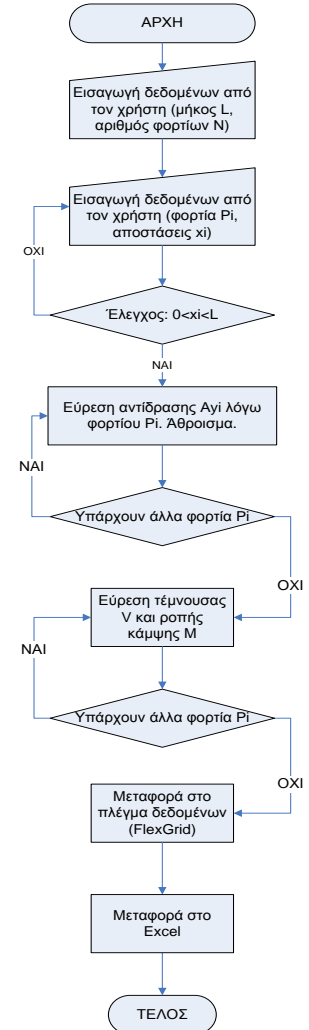 ΑΡΧΗ
Εισαγωγή δεδομένων από
τον χρήστη (μήκος L,
αριθμός φορτίων Ν)
Εισαγωγή δεδομένων από
τον χρήστη (φορτία Pi,
αποστάσεις xi)
ΟΧΙ
Έλεγχος: 0<xi<L
ΝΑΙ
Εύρεση αντίδρασης Ayi λόγω
φορτίου Pi. Άθροισμα.
ΝΑΙ
Υπάρχουν άλλα φορτία Pi
ΟΧΙ
Εύρεση τέμνουσας
V και ροπής
κάμψης Μ
ΝΑΙ
Υπάρχουν άλλα φορτία Pi
ΟΧΙ
Μεταφορά στο
πλέγμα δεδομένων
(FlexGrid)
Μεταφορά στο
Excel
ΤΕΛΟΣ